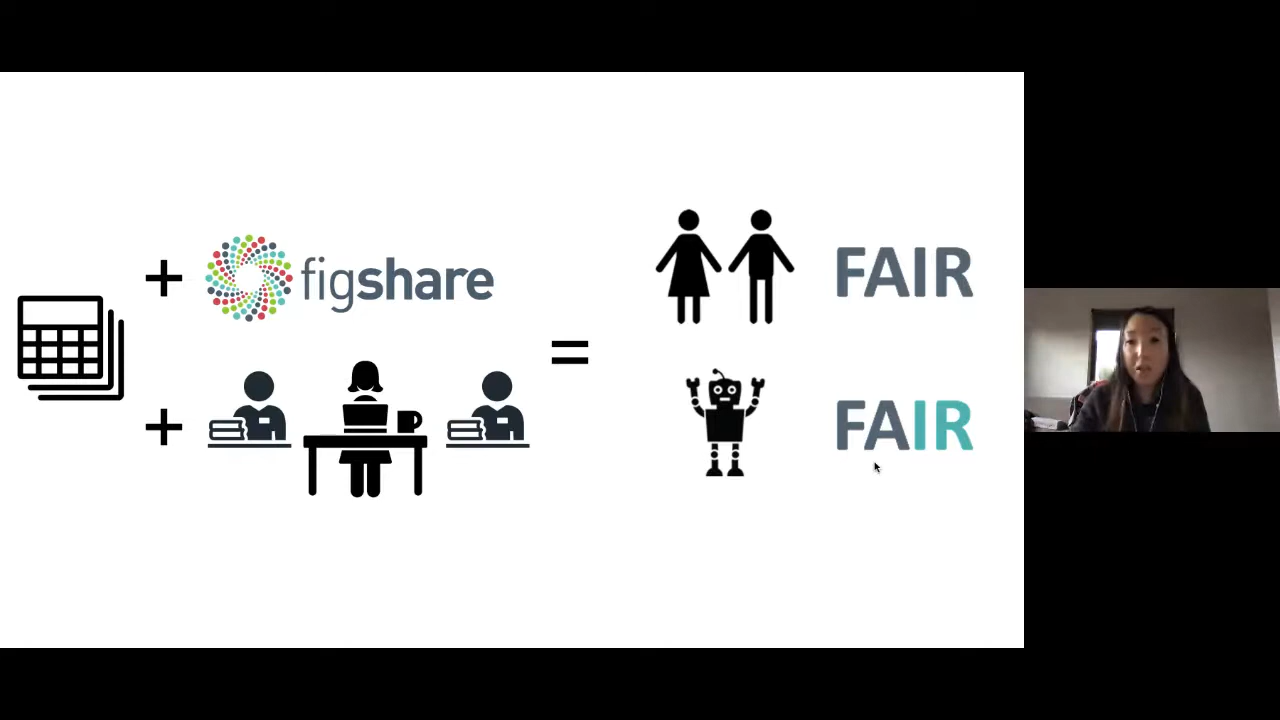 + figshare
+
=
FAIR
FAIR